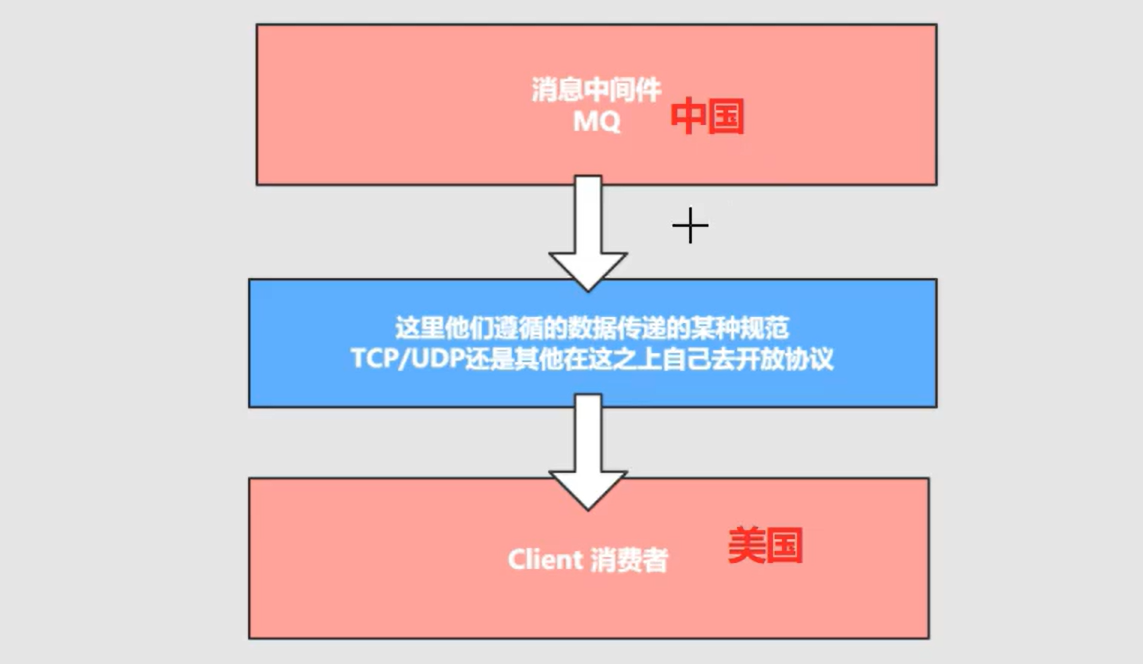 消息中间件
MQ
中国
这里他们遵循的数据传递的某种规范
TCP/UDP还是其他在这之上自己去开放协议
Client 消费者
美国